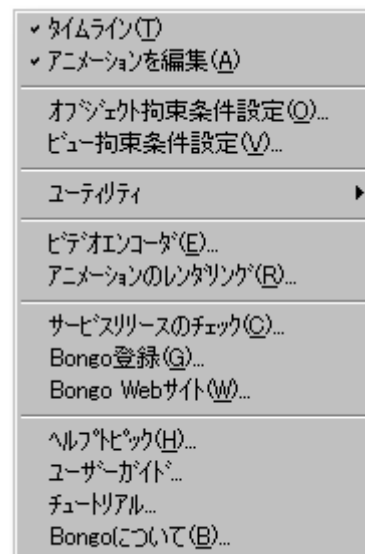 タイムライン(T)
アニメーションを編集(A)
オブジェクト拘束条件設定(O)...
ビュー拘束条件設定(V)...
ユーティリティ
ビデオエンコーダ(E)...
アニメーションのレンダリング(R)...
サービスリリースのチェック(C)...
Bongo登録(G)...
Bongo Webサイト(W)...
ヘルプトピック(H)...
ユーザーガイド...
チュートリアル...
Bongoについて(B)...